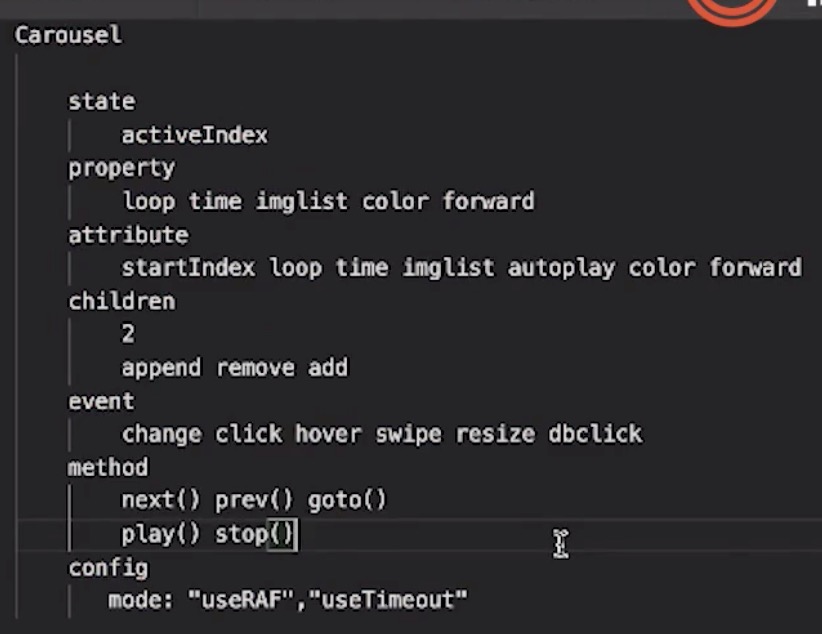 Carousel
state
activeIndex
property
loop time imglist color forward
attribute
startIndex loop time imglist autoplay color forward
children
2
append remove add
event
change click hover swipe resize dbclick
method
next() prev() goto()
play() stop()
config
mode: "useRAF","useTimeout"